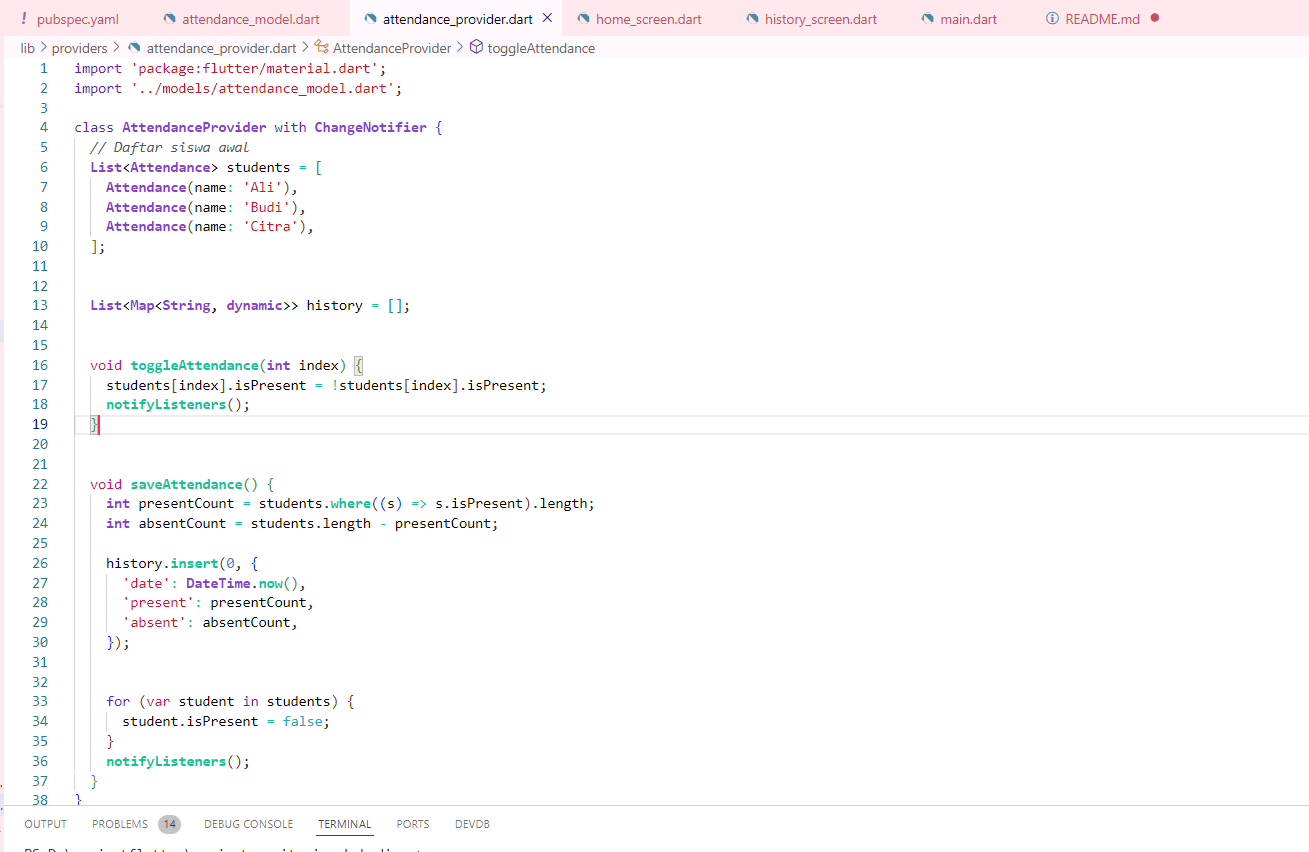 ! pubspec.yaml attendance_model.dart attendance_provider.dart × home_screen.dart history_screen.dart main.dart README.md
lib > providers > attendance_provider.dart > AttendanceProvider > toggleAttendance
1 import 'package:flutter/material.dart';
2 import '../models/attendance_model.dart';
3
4 class AttendanceProvider with ChangeNotifier {
5 // Daftar siswa awal
6 List<Attendance> students = [
7 Attendance(name: 'Ali'),
8 Attendance(name: 'Budi'),
9 Attendance(name: 'Citra'),
10 ];
11
12
13 List<Map<String, dynamic>> history = [];
14
15
16 void toggleAttendance(int index) {
17 students[index].isPresent = !students[index].isPresent;
18 notifyListeners();
19 }
20
21
22 void saveAttendance() {
23 int presentCount = students.where((s) => s.isPresent).length;
24 int absentCount = students.length - presentCount;
25
26 history.insert(0, {
27 'date': DateTime.now(),
28 'present': presentCount,
29 'absent': absentCount,
30 });
31
32
33 for (var student in students) {
34 student.isPresent = false;
35 }
36 notifyListeners();
37 }
38 }
OUTPUT PROBLEMS 14 DEBUG CONSOLE TERMINAL PORTS DEVDB